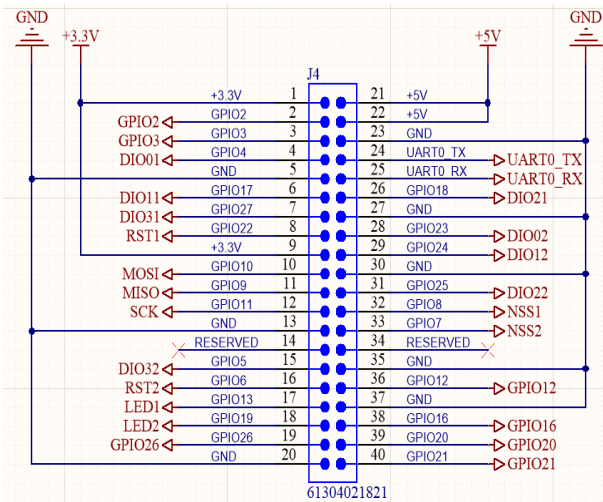 GND GND
+3.3V +5V
J4
+3.3V 1 21 +5V
GPIO2 GPIO2 2 22 +5V
GPIO3 GPIO3 3 23 GND
DIO01 GPIO4 4 24 UART0_TX UART0_TX
GND 5 25 UART0_RX UART0_RX
DIO11 GPIO17 6 26 GPIO18 DIO21
DIO31 GPIO27 7 27 GND
RST1 GPIO22 8 28 GPIO23 DIO02
+3.3V 9 29 GPIO24 DIO12
MOSI GPIO10 10 30 GND
MISO GPIO9 11 31 GPIO25 DIO22
SCK GPIO11 12 32 GPIO8 NSS1
GND 13 33 GPIO7 NSS2
RESERVED 14 34 RESERVED
DIO32 GPIO5 15 35 GND
RST2 GPIO6 16 36 GPIO12 GPIO12
LED1 GPIO13 17 37 GND
LED2 GPIO19 18 38 GPIO16 GPIO16
GPIO26 GPIO26 19 39 GPIO20 GPIO20
GND 20 40 GPIO21 GPIO21
61304021821